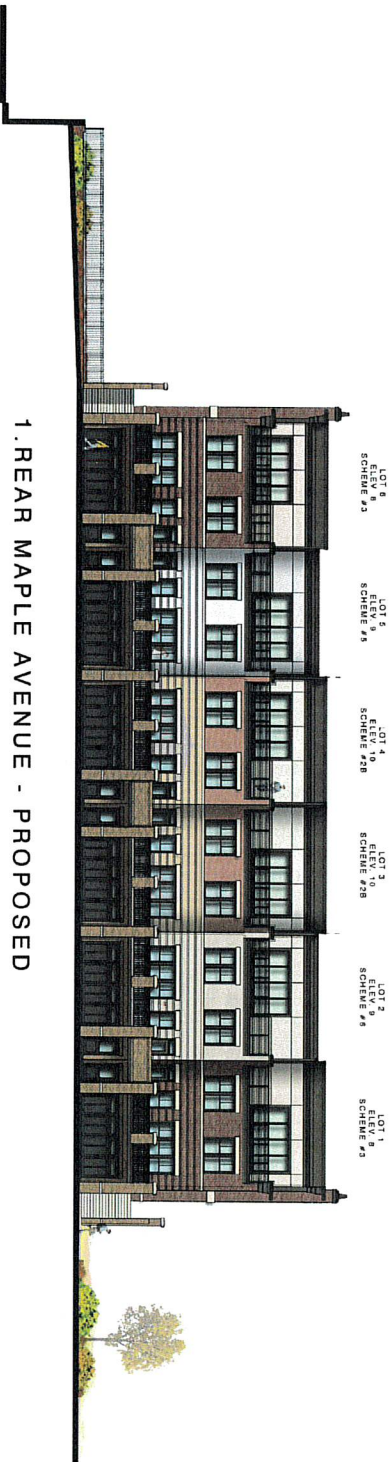 LOT 6
ELEV. 8
SCHEME #3
LOT 5
ELEV. 9
SCHEME #5
LOT 4
ELEV. 10
SCHEME #2B
LOT 3
ELEV. 10
SCHEME #2B
LOT 2
ELEV. 9
SCHEME #6
LOT 1
ELEV. 8
SCHEME #3
1.REAR MAPLE AVENUE - PROPOSED